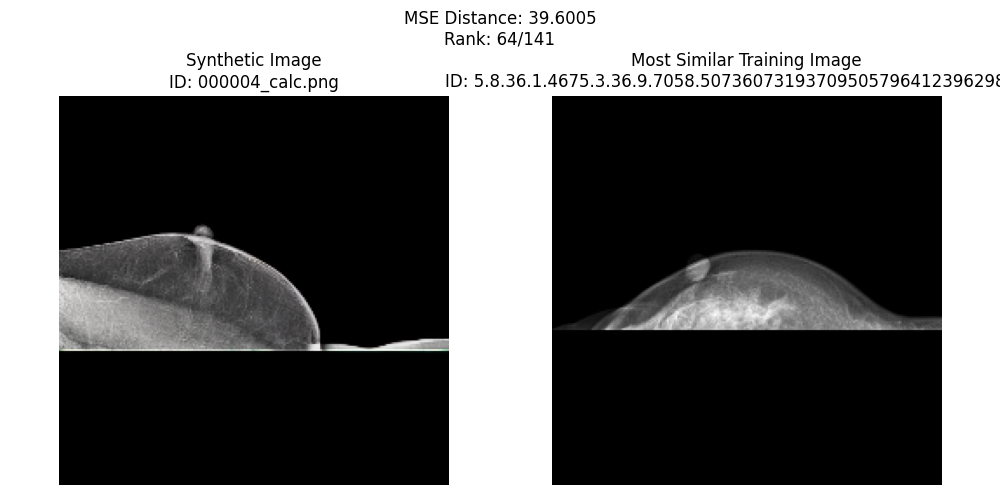 MSE Distance: 39.6005
Rank: 64/141
Synthetic Image
ID: 000004_calc.png
Most Similar Training Image
ID: 5.8.36.1.4675.3.36.9.7058.50736073193709505796412396298